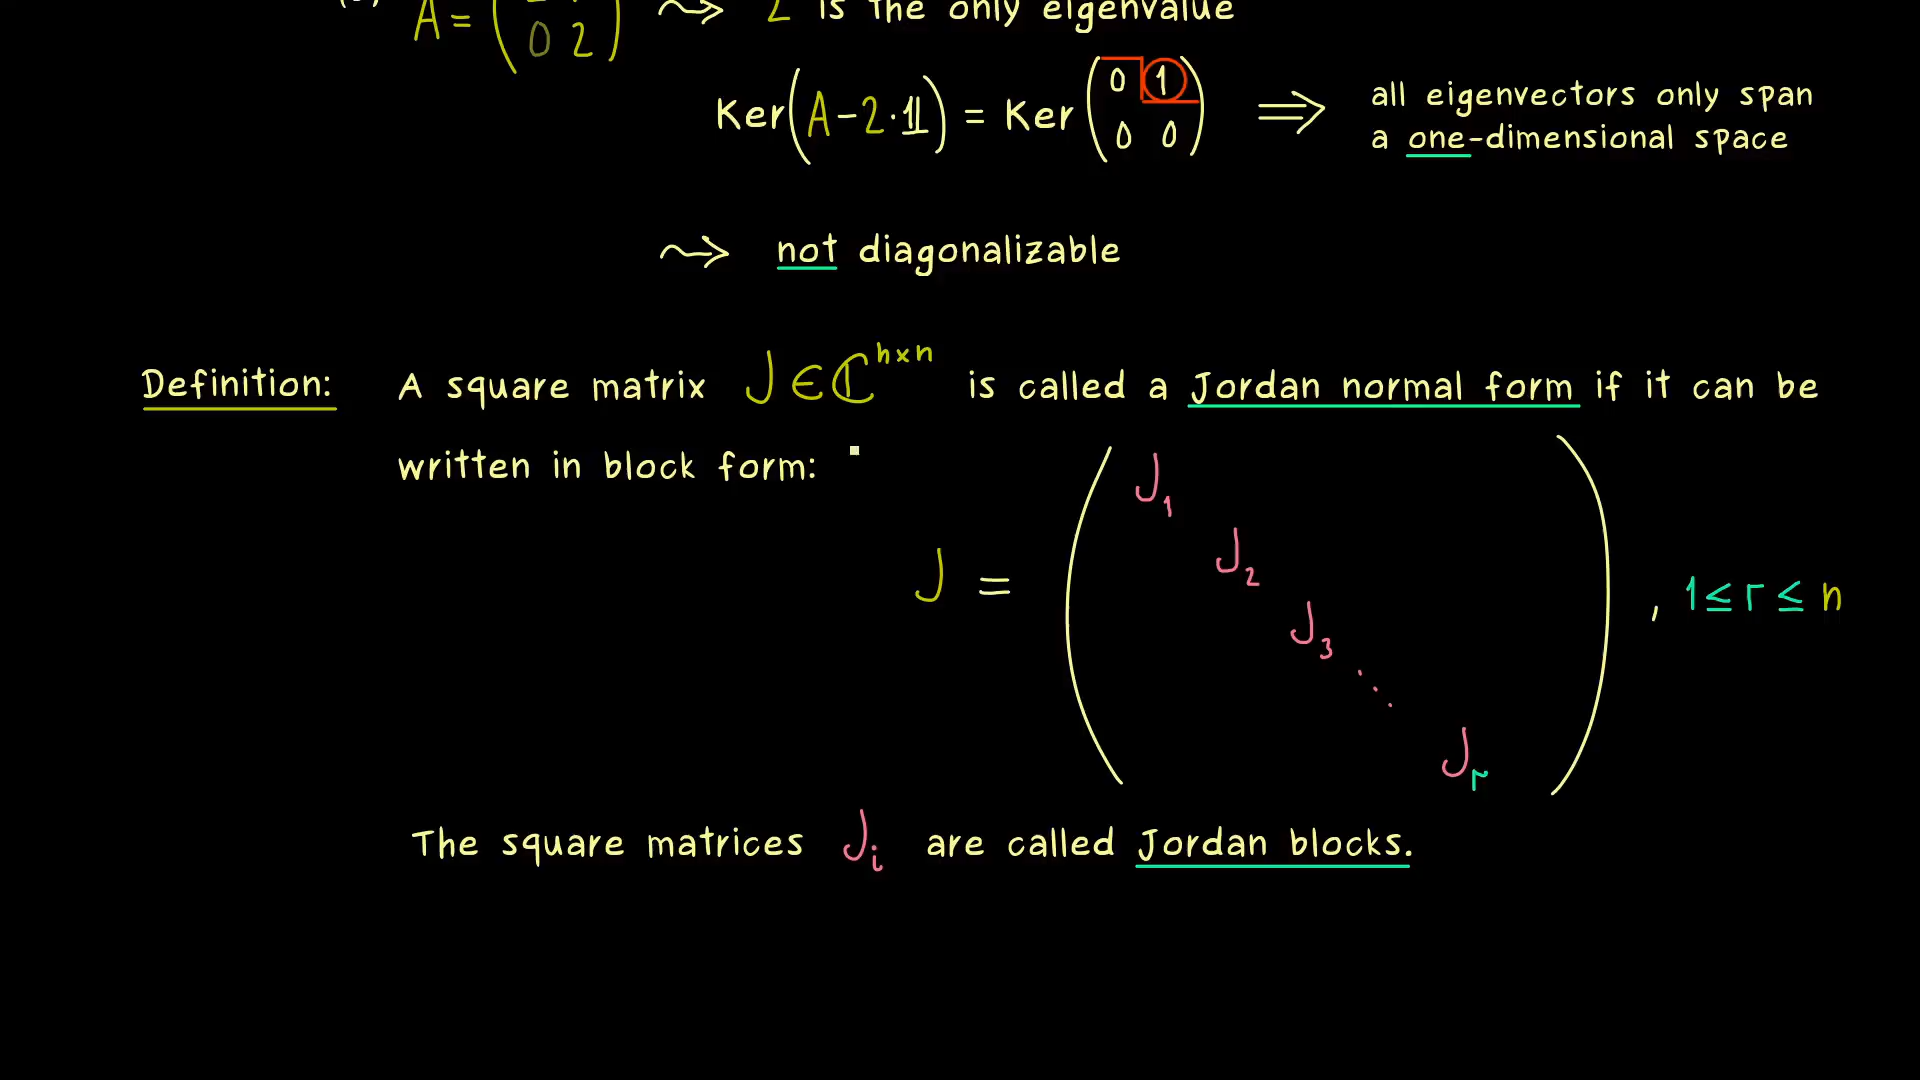 A = ( 0 2 ) ⇝ 2 is the only eigenvalue
Ker(A−2·𝟙) = Ker( 0 1 ⟹ all eigenvectors only span
0 0 ) a one-dimensional space
⇝ not diagonalizable
Definition: A square matrix J ∈ ℂ^{n×n} is called a Jordan normal form if it can be
written in block form:
J = ( J₁ J₂ J₃ ⋱ Jᵣ ) , 1 ≤ r ≤ n
The square matrices Jᵢ are called Jordan blocks.